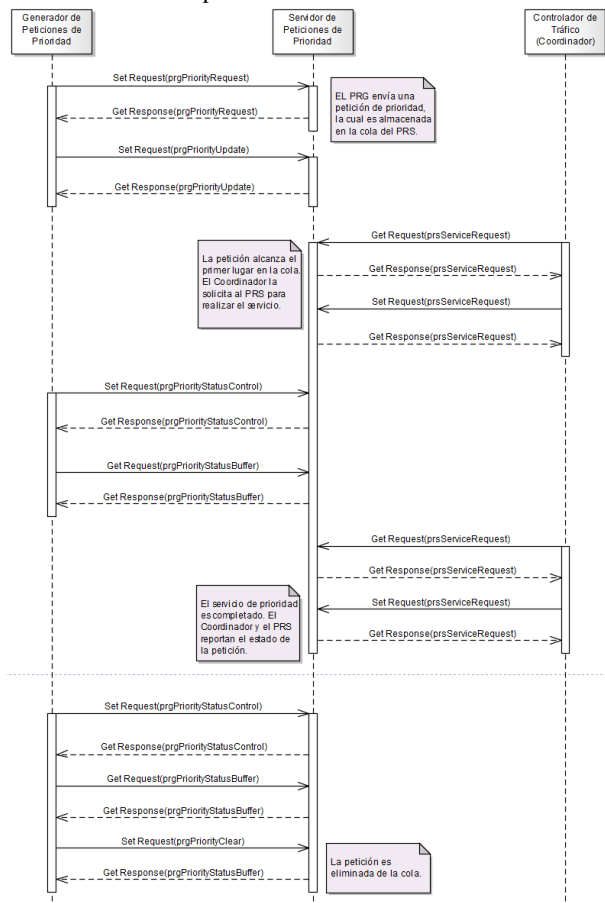 Generador de
Peticiones de
Prioridad
Servidor de
Peticiones de
Prioridad
Controlador de
Tráfico
(Coordinador)
Set Request(prgPriorityRequest)
EL PRG envía una
petición de prioridad,
la cual es almacenada
en la cola del PRS.
Get Response(prgPriorityRequest)
Set Request(prgPriorityUpdate)
Get Response(prgPriorityUpdate)
Get Request(prsServiceRequest)
La petición alcanza el
primer lugar en la cola.
El Coordinador la
solicita al PRS para
realizar el servicio.
Get Response(prsServiceRequest)
Set Request(prsServiceRequest)
Get Response(prsServiceRequest)
Set Request(prgPriorityStatusControl)
Get Response(prgPriorityStatusControl)
Get Request(prgPriorityStatusBuffer)
Get Response(prgPriorityStatusBuffer)
Get Request(prsServiceRequest)
Get Response(prsServiceRequest)
El servicio de prioridad
es completado. El
Coordinador y el PRS
reportan el estado de
la petición.
Set Request(prsServiceRequest)
Get Response(prsServiceRequest)
Set Request(prgPriorityStatusControl)
Get Response(prgPriorityStatusControl)
Get Request(prgPriorityStatusBuffer)
Get Response(prgPriorityStatusBuffer)
Set Request(prgPriorityClear)
La petición es
eliminada de la cola.
Get Response(prgPriorityStatusBuffer)